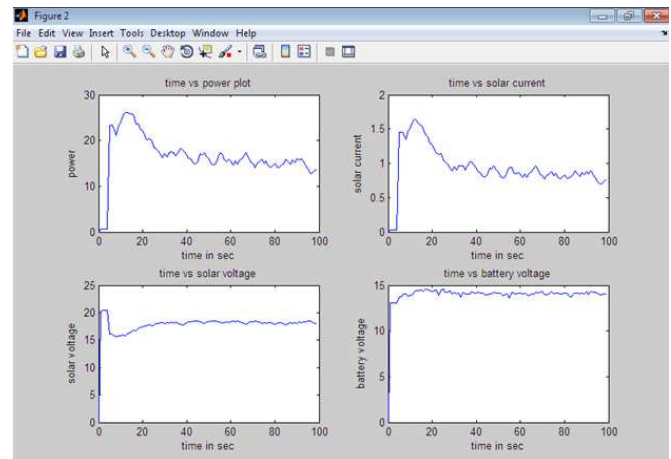 Figure 2
File Edit View Insert Tools Desktop Window Help
time vs power plot
30
20
10
0
power
0 20 40 60 80 100
time in sec
time vs solar current
2
1.5
1
0.5
0
solar current
0 20 40 60 80 100
time in sec
time vs solar voltage
25
20
15
10
5
0
solar voltage
0 20 40 60 80 100
time in sec
time vs battery voltage
15
10
5
0
battery voltage
0 20 40 60 80 100
time in sec